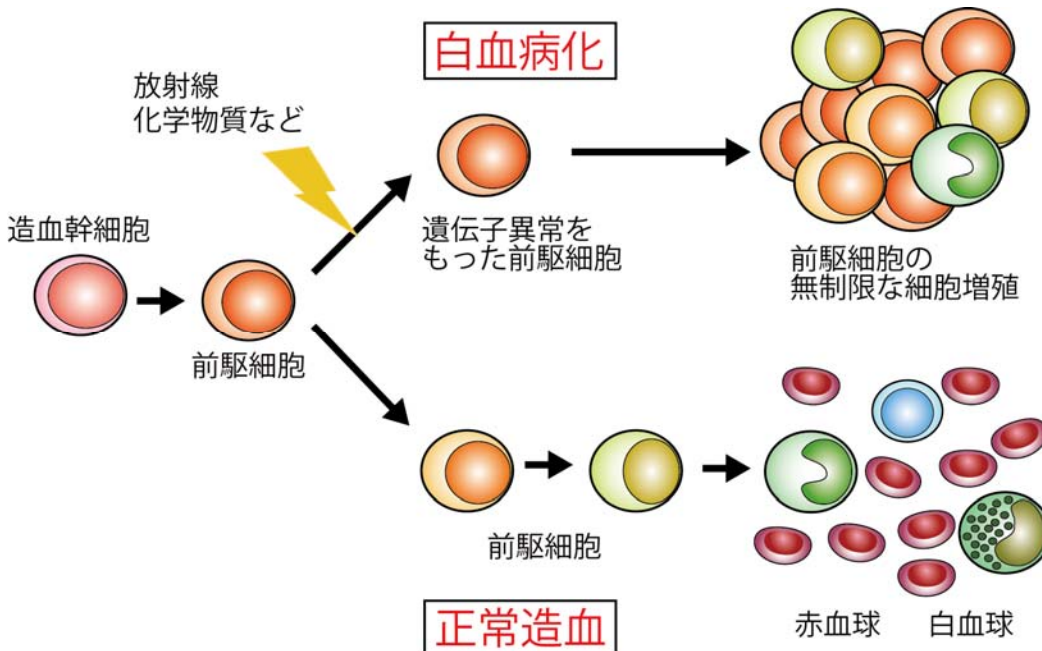 白血病化
放射線
化学物質など
造血幹細胞
前駆細胞
遺伝子異常を
もった前駆細胞
前駆細胞の
無制限な細胞増殖
前駆細胞
赤血球
白血球
正常造血